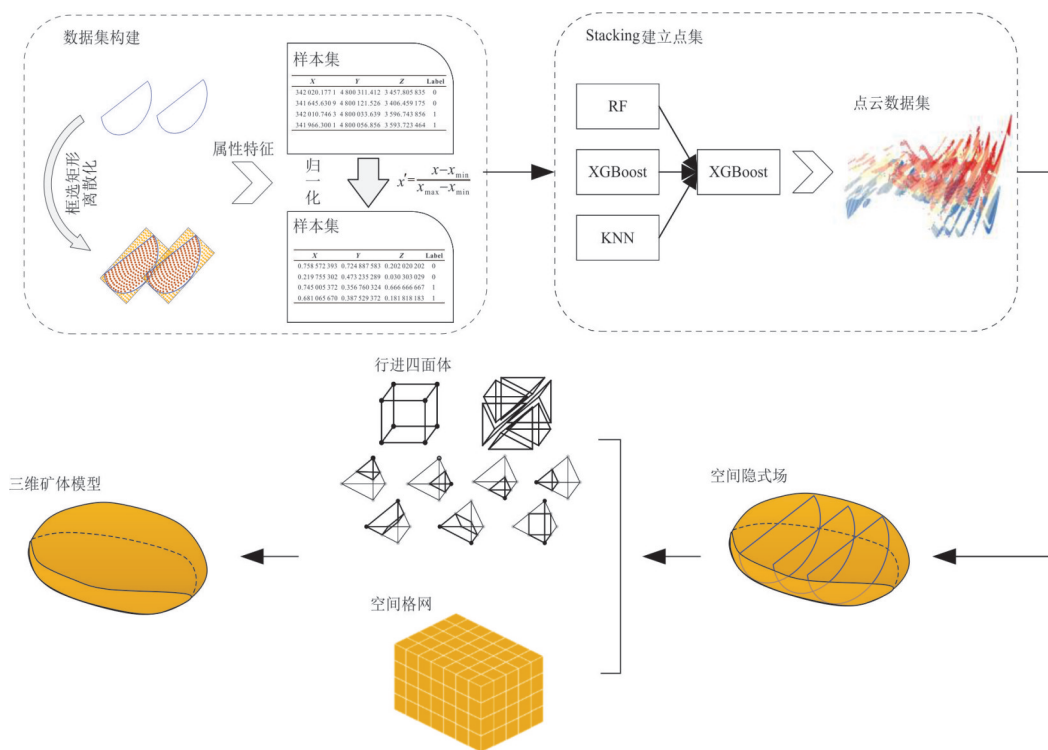 数据集构建
框选矩形
离散化
属性特征
样本集
X Y Z Label
342 020.177 1 4 800 311.412 3 457.805 835 0
341 645.630 9 4 800 121.526 3 406.459 175 0
342 010.746 3 4 800 033.639 3 596.743 856 1
341 966.300 1 4 800 056.856 3 593.723 464 1
归一化
x′=(x−xmin)/(xmax−xmin)
样本集
X Y Z Label
0.758 572 393 0.724 887 583 0.202 020 202 0
0.219 755 302 0.473 233 289 0.030 303 029 0
0.745 005 372 0.356 760 324 0.666 666 667 1
0.681 065 670 0.387 529 372 0.181 818 183 1
Stacking建立点集
RF
XGBoost
KNN
XGBoost
点云数据集
行进四面体
三维矿体模型
空间隐式场
空间格网